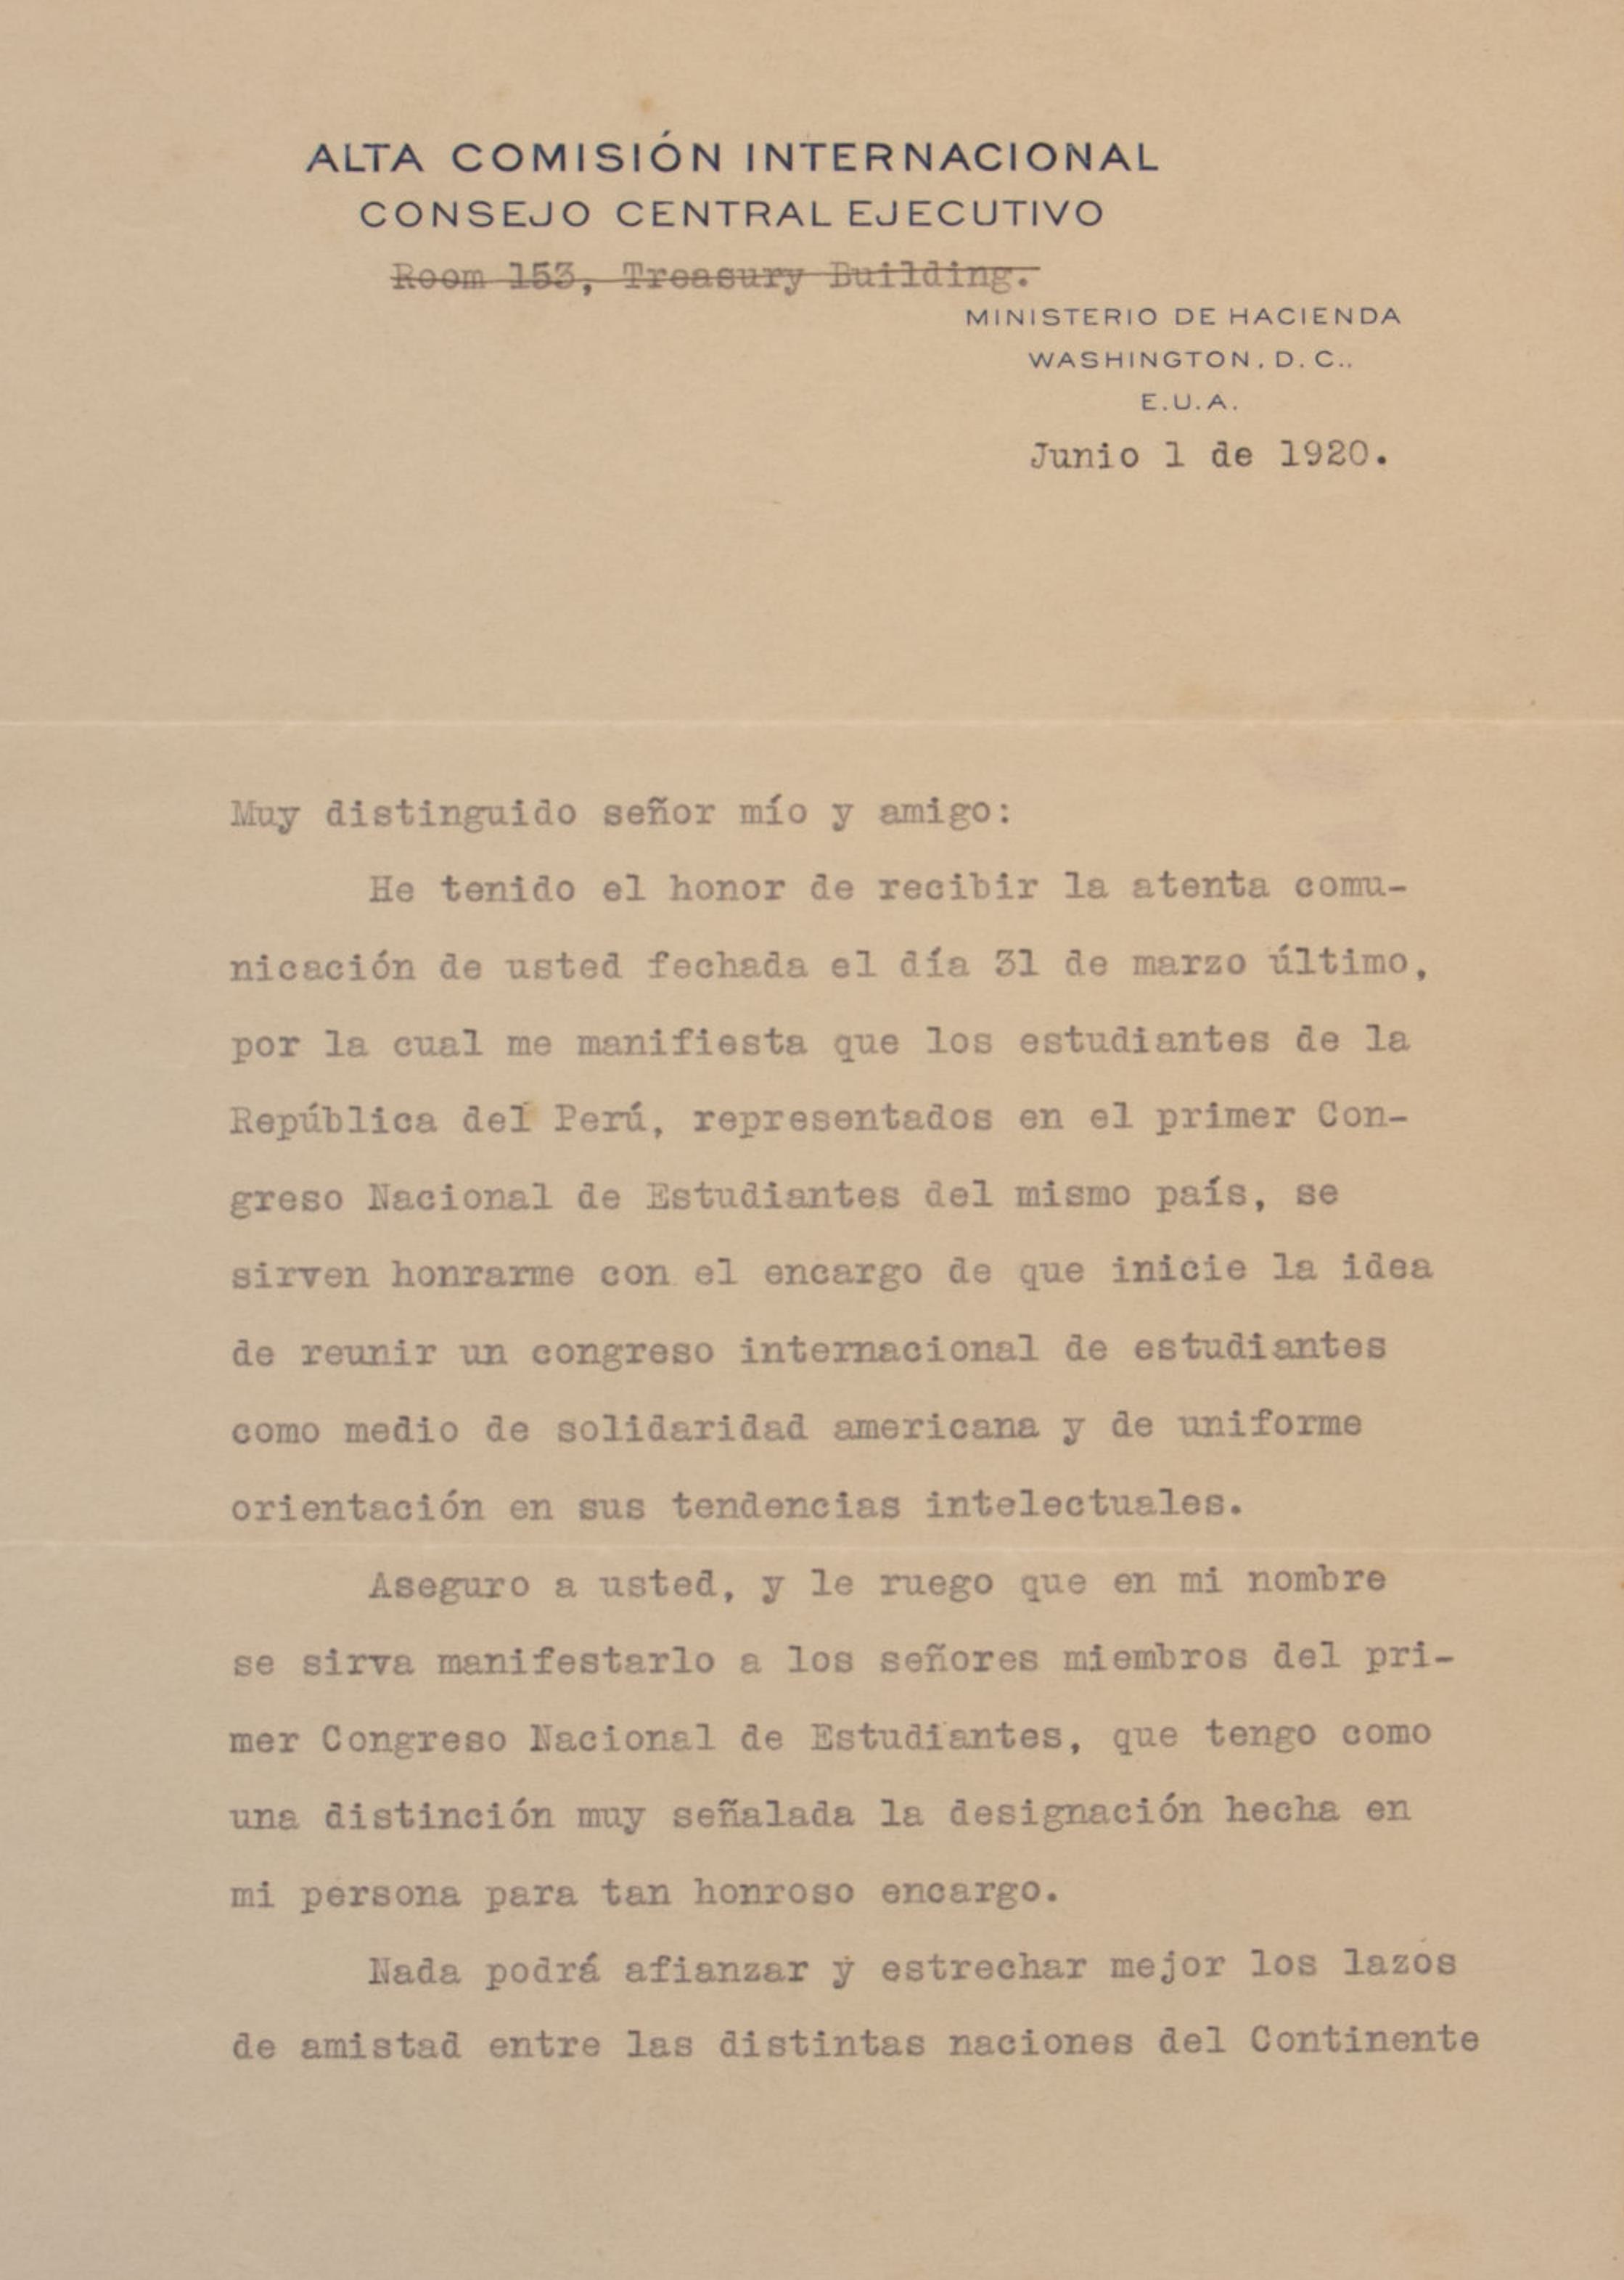 ALTA COMISIÓN INTERNACIONAL
CONSEJO CENTRAL EJECUTIVO
Room 153, Treasury Building.
MINISTERIO DE HACIENDA
WASHINGTON, D. C.,
E.U.A.
Junio 1 de 1920.
Muy distinguido señor mío y amigo:
He tenido el honor de recibir la atenta comu-
nicación de usted fechada el día 31 de marzo último,
por la cual me manifiesta que los estudiantes de la
República del Perú, representados en el primer Con-
greso Nacional de Estudiantes del mismo país, se
sirven honrarme con el encargo de que inicie la idea
de reunir un congreso internacional de estudiantes
como medio de solidaridad americana y de uniforme
orientación en sus tendencias intelectuales.
Aseguro a usted, y le ruego que en mi nombre
se sirva manifestarlo a los señores miembros del pri-
mer Congreso Nacional de Estudiantes, que tengo como
una distinción muy señalada la designación hecha en
mi persona para tan honroso encargo.
Nada podrá afianzar y estrechar mejor los lazos
de amistad entre las distintas naciones del Continente